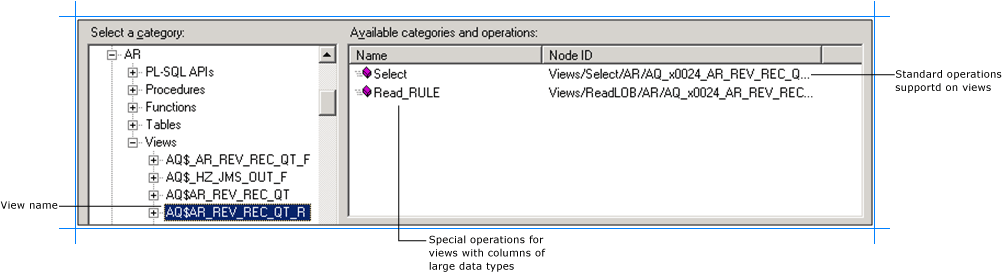 Select a category:
Available categories and operations:
AR
PL-SQL APIs
Procedures
Functions
Tables
Views
AQ$_AR_REV_REC_QT_F
AQ$_HZ_JMS_OUT_F
AQ$AR_REV_REC_QT
AQ$AR_REV_REC_QT_R
Name
Node ID
Select
Views/Select/AR/AQ_x0024_AR_REV_REC_Q...
Read_RULE
Views/ReadLOB/AR/AQ_x0024_AR_REV_REC...
Standard operations
supportd on views
View name
Special operations for
views with columns of
large data types